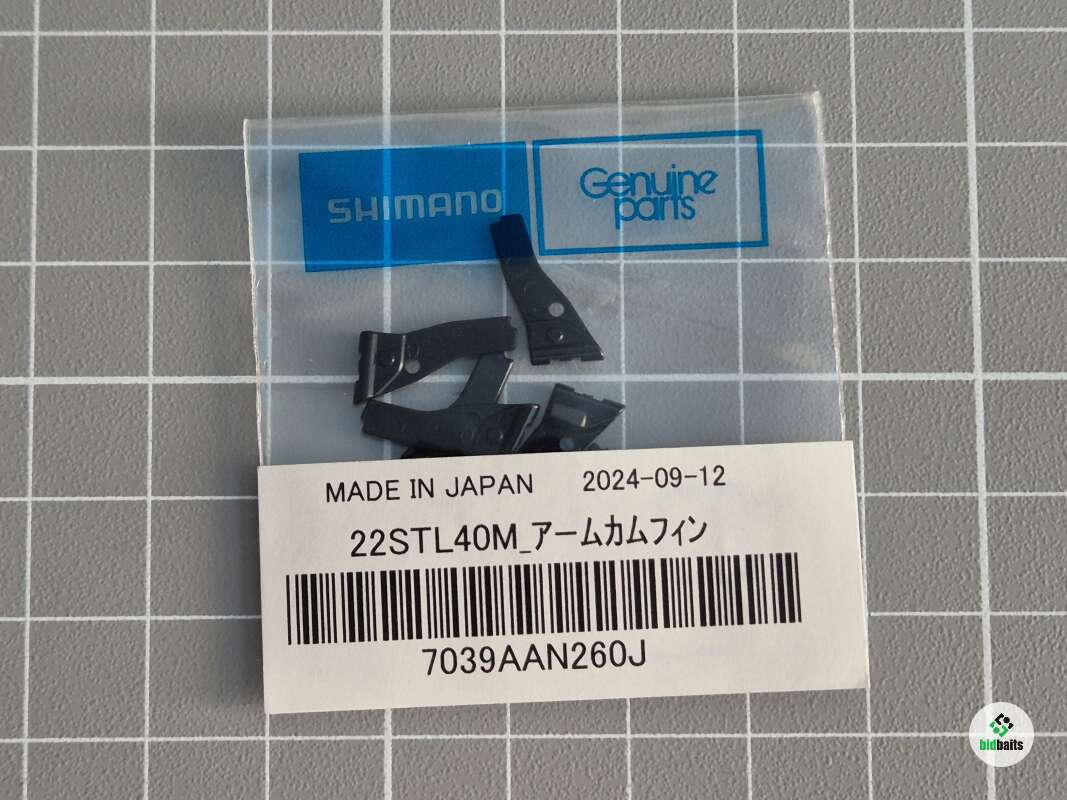 SHIMANO
Genuine
parts
MADE IN JAPAN 2024-09-12
22STL40M_アームカムフィン
7039AAN260J
bidbaits